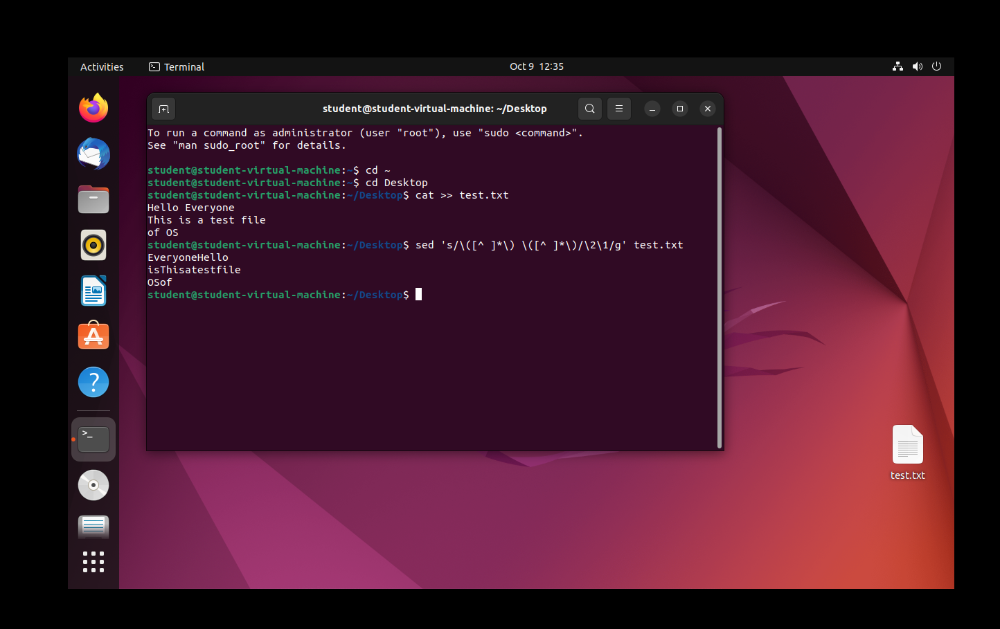 Activities
Terminal
Oct 9 12:35
student@student-virtual-machine: ~/Desktop
To run a command as administrator (user "root"), use "sudo <command>".
See "man sudo_root" for details.
student@student-virtual-machine:~$ cd ~
student@student-virtual-machine:~$ cd Desktop
student@student-virtual-machine:~/Desktop$ cat >> test.txt
Hello Everyone
This is a test file
of OS
student@student-virtual-machine:~/Desktop$ sed 's/\([^ ]*\) \([^ ]*\)/\2\1/g' test.txt
EveryoneHello
isThisatestfile
OSof
student@student-virtual-machine:~/Desktop$
test.txt